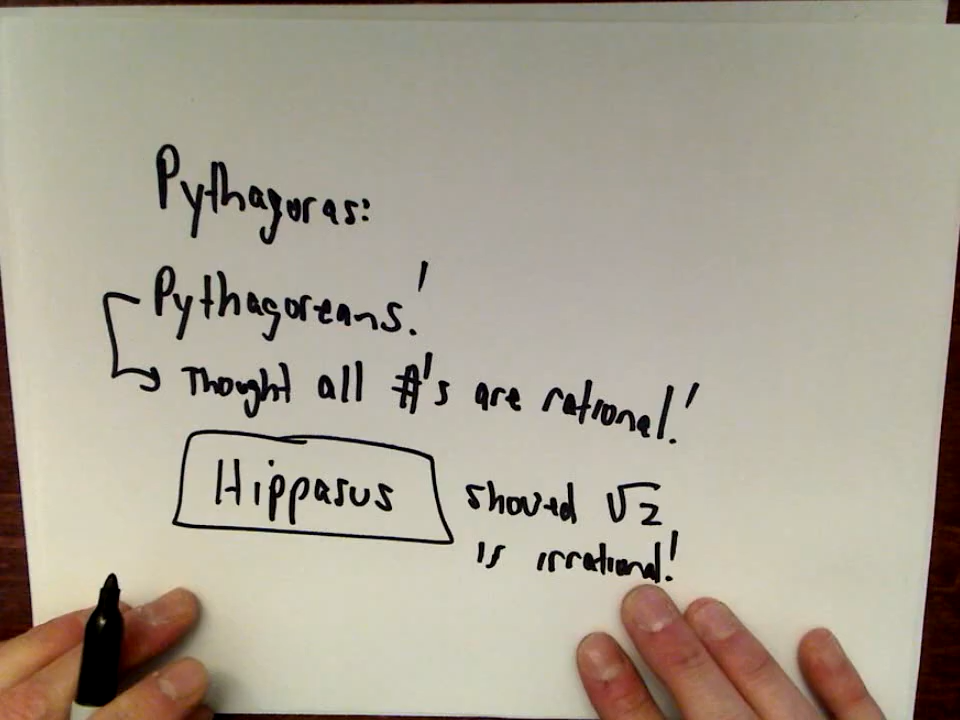 Pythagoras:
Pythagoreans!
Thought all #'s are rational!
Hippasus showed √2
is irrational!